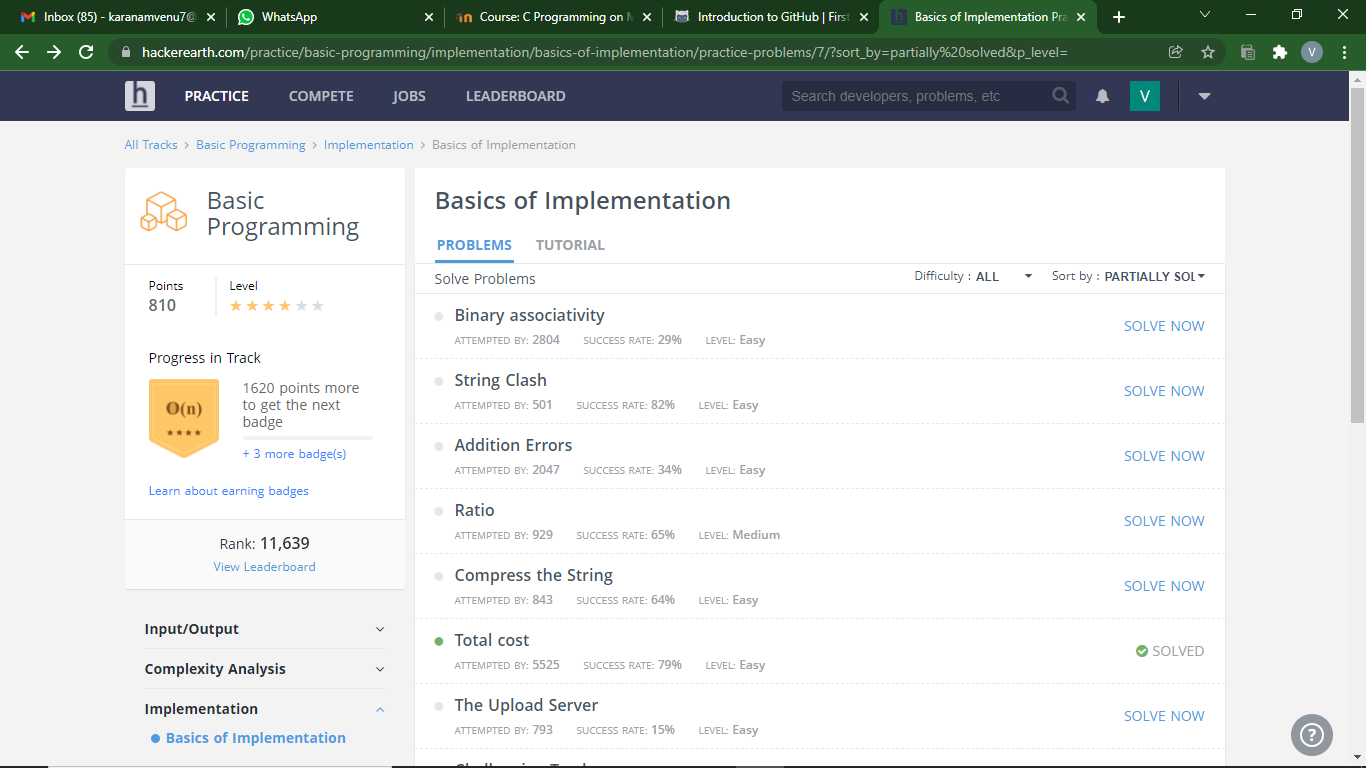 Inbox (85) - karanamvenu7@
WhatsApp
Course: C Programming on M
Introduction to GitHub | First
Basics of Implementation Pra
hackerearth.com/practice/basic-programming/implementation/basics-of-implementation/practice-problems/7/?sort_by=partially%20solved&p_level=
V
h PRACTICE COMPETE JOBS LEADERBOARD Search developers, problems, etc V
All Tracks > Basic Programming > Implementation > Basics of Implementation
Basic
Programming
Points Level
810
Progress in Track
O(n)
1620 points more
to get the next
badge
+ 3 more badge(s)
Learn about earning badges
Rank: 11,639
View Leaderboard
Input/Output
Complexity Analysis
Implementation
Basics of Implementation
Basics of Implementation
PROBLEMS TUTORIAL
Solve Problems Difficulty : ALL Sort by : PARTIALLY SOL
Binary associativity
ATTEMPTED BY: 2804 SUCCESS RATE: 29% LEVEL: Easy
SOLVE NOW
String Clash
ATTEMPTED BY: 501 SUCCESS RATE: 82% LEVEL: Easy
SOLVE NOW
Addition Errors
ATTEMPTED BY: 2047 SUCCESS RATE: 34% LEVEL: Easy
SOLVE NOW
Ratio
ATTEMPTED BY: 929 SUCCESS RATE: 65% LEVEL: Medium
SOLVE NOW
Compress the String
ATTEMPTED BY: 843 SUCCESS RATE: 64% LEVEL: Easy
SOLVE NOW
Total cost
ATTEMPTED BY: 5525 SUCCESS RATE: 79% LEVEL: Easy
SOLVED
The Upload Server
ATTEMPTED BY: 793 SUCCESS RATE: 15% LEVEL: Easy
SOLVE NOW
?